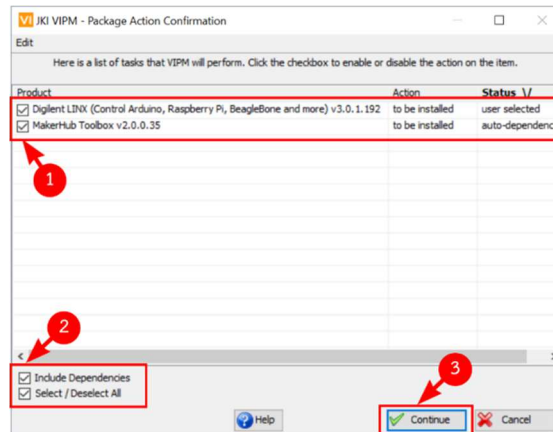 VI JKI VIPM - Package Action Confirmation
Edit
Here is a list of tasks that VIPM will perform. Click the checkbox to enable or disable the action on the item.
Product Action Status \/
Digilent LINX (Control Arduino, Raspberry Pi, BeagleBone and more) v3.0.1.192 to be installed user selected
MakerHub Toolbox v2.0.0.35 to be installed auto-dependenc
1
2
3
Include Dependencies
Select / Deselect All
Help Continue Cancel